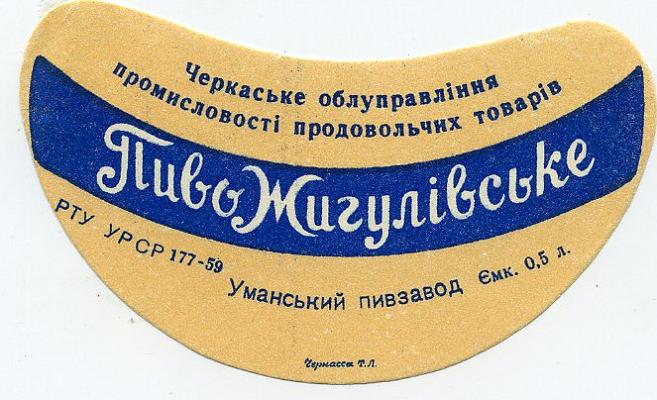 Черкаське облуправління
промисловості продовольчих товарів
Пиво Жигулівське
РТУ УРСР 177-59
Уманський пивзавод Ємк. 0,5 л.
Черкассы Т.Л.